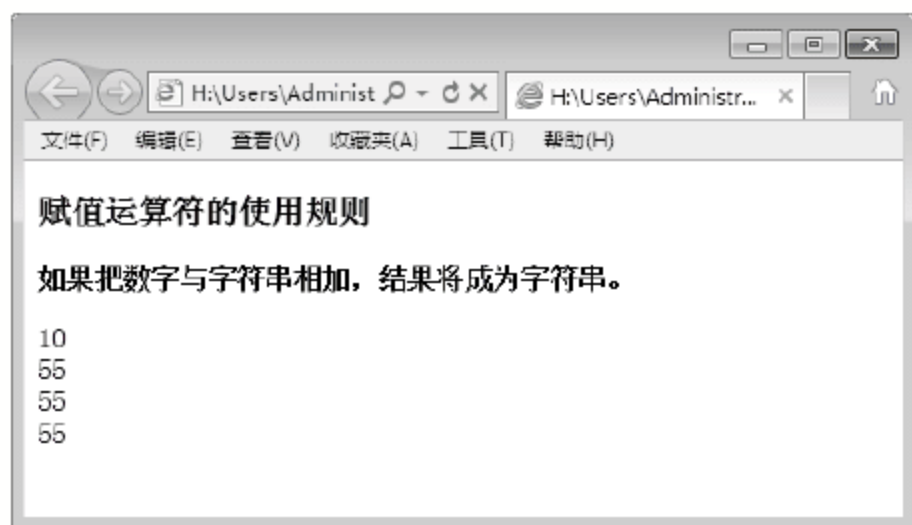 H:\Users\Administ
H:\Users\Administr...
文件(F) 编辑(E) 查看(V) 收藏夹(A) 工具(T) 帮助(H)
赋值运算符的使用规则
如果把数字与字符串相加，结果将成为字符串。
10
55
55
55